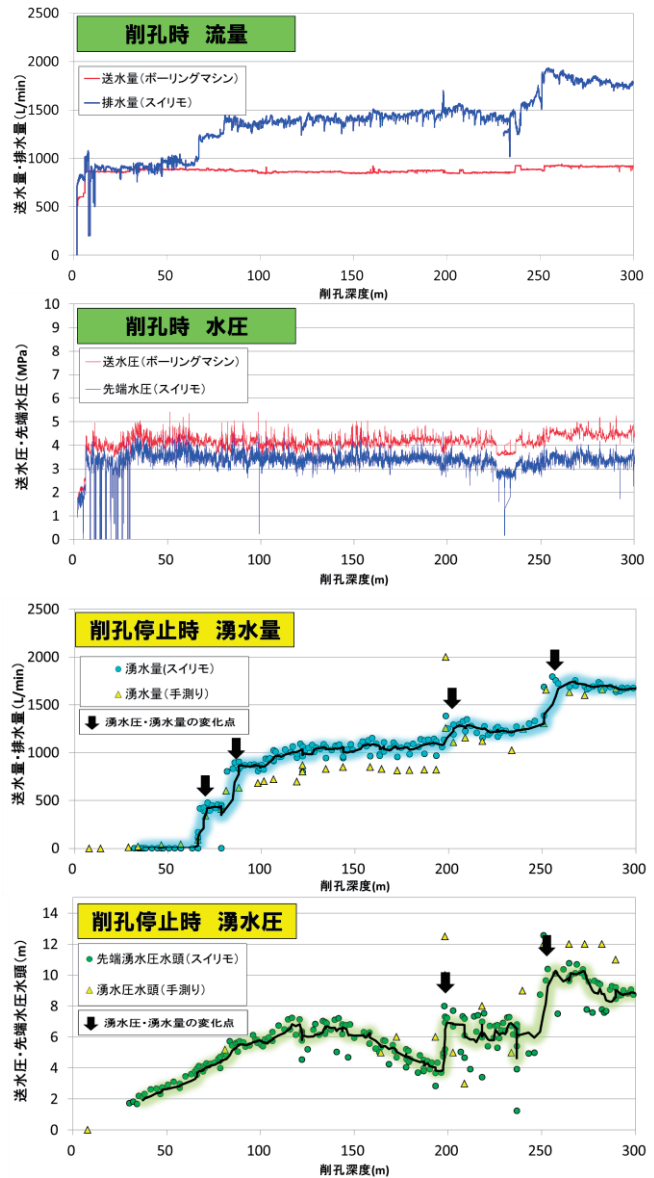 削孔時 流量
送水量・排水量(L/min)
2500
2000
1500
1000
500
0
送水量(ボーリングマシン)
排水量(スイリモ)
0 50 100 150 200 250 300
削孔深度(m)
削孔時 水圧
送水圧・先端水圧(MPa)
10
9
8
7
6
5
4
3
2
1
0
送水圧(ボーリングマシン)
先端水圧(スイリモ)
0 50 100 150 200 250 300
削孔深度(m)
削孔停止時 湧水量
送水量・排水量(L/min)
2500
2000
1500
1000
500
0
湧水量(スイリモ)
湧水量(手測り)
湧水圧・湧水量の変化点
0 50 100 150 200 250 300
削孔深度(m)
削孔停止時 湧水圧
送水圧・先端水圧水頭(m)
14
12
10
8
6
4
2
0
先端湧水圧水頭(スイリモ)
湧水圧水頭(手測り)
湧水圧・湧水量の変化点
0 50 100 150 200 250 300
削孔深度(m)